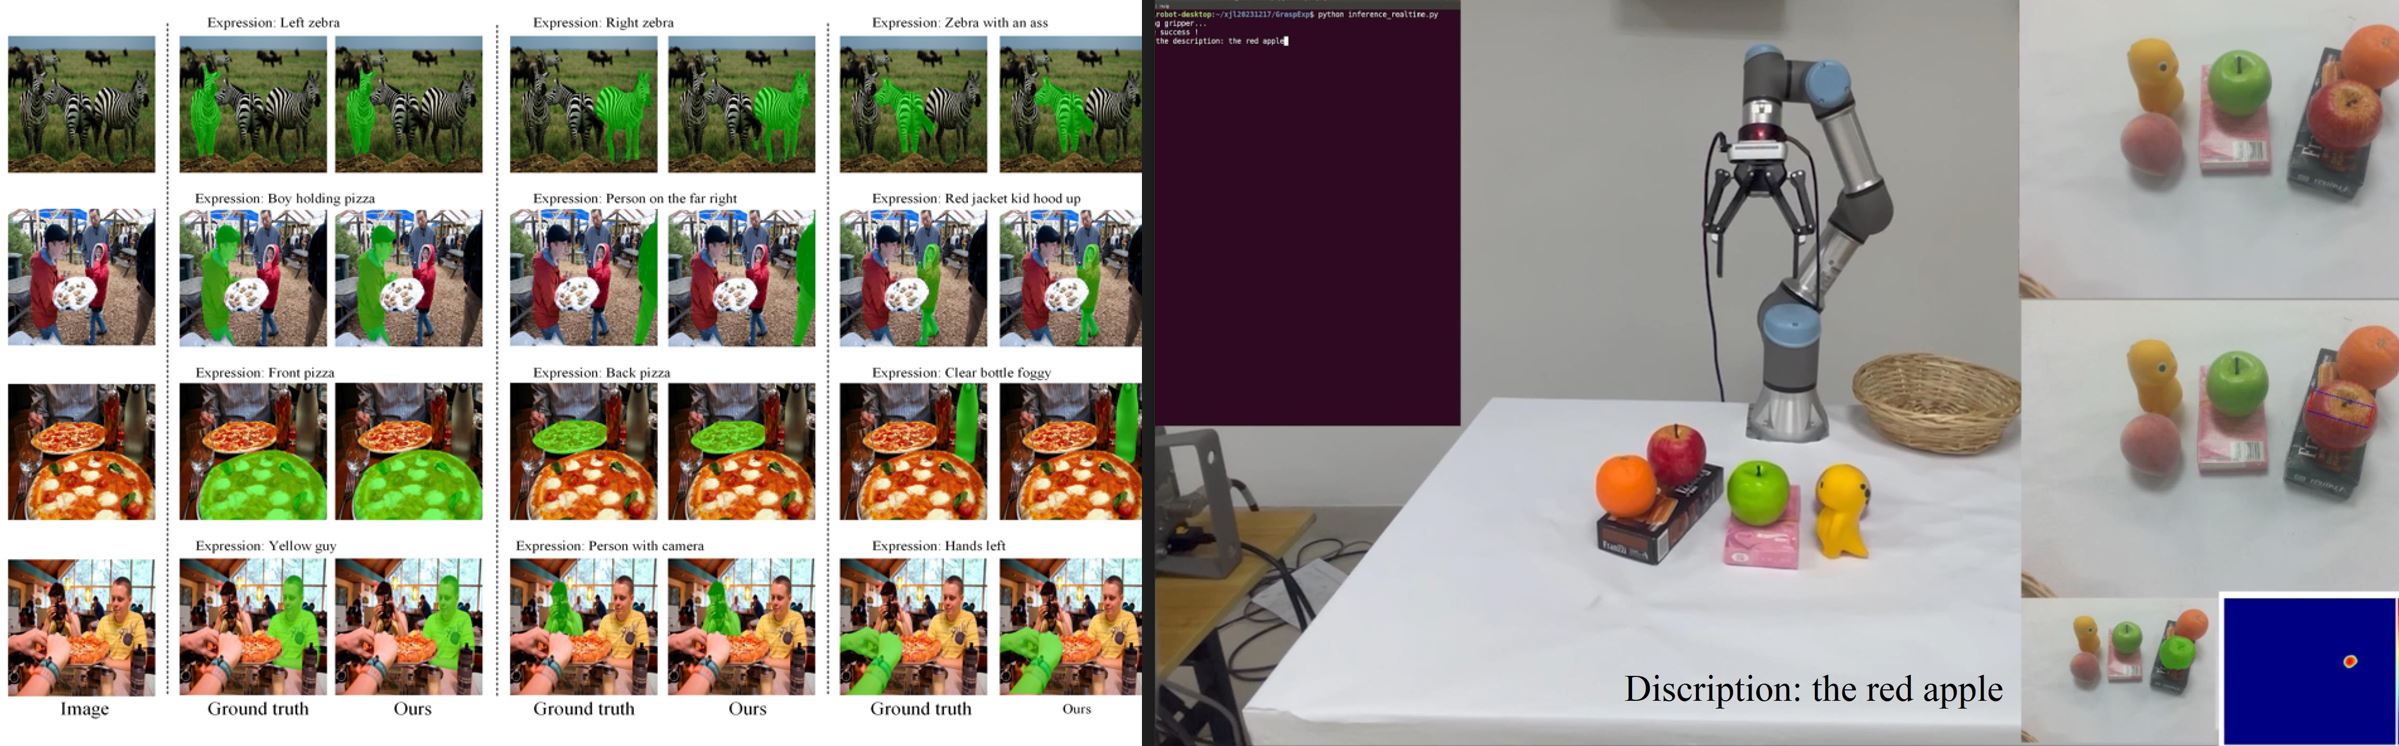 Expression: Left zebra
Expression: Right zebra
Expression: Zebra with an ass
Expression: Boy holding pizza
Expression: Person on the far right
Expression: Red jacket kid hood up
Expression: Front pizza
Expression: Back pizza
Expression: Clear bottle foggy
Expression: Yellow guy
Expression: Person with camera
Expression: Hands left
Image
Ground truth
Ours
Ground truth
Ours
Ground truth
Ours
robot-desktop:~/xjl20231217/GraspExp$ python inference_realtime.py
g gripper...
success !
the description: the red apple
Franzzi
Discription: the red apple